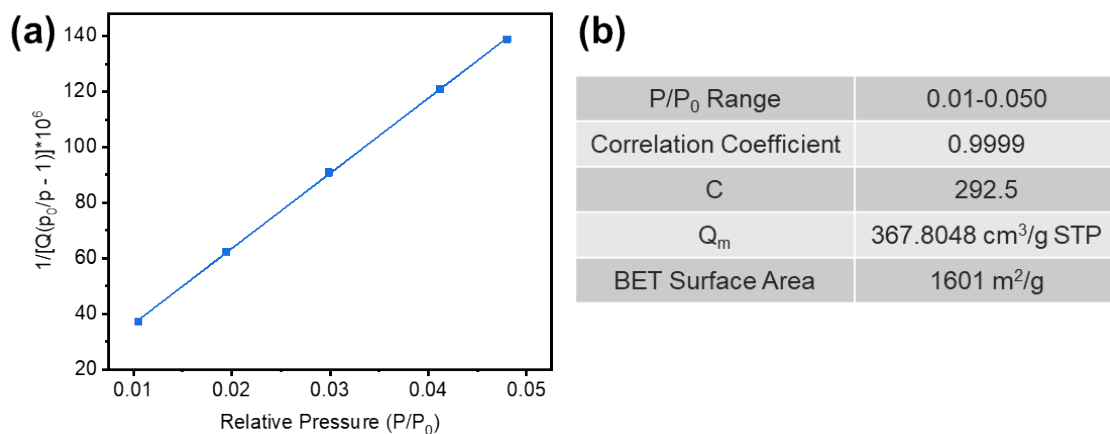 (a)
140
120
100
80
60
40
20
1/[Q(p₀/p - 1)]*10⁶
0.01 0.02 0.03 0.04 0.05
Relative Pressure (P/P₀)
(b)
P/P₀ Range 0.01-0.050
Correlation Coefficient 0.9999
C 292.5
Qₘ 367.8048 cm³/g STP
BET Surface Area 1601 m²/g